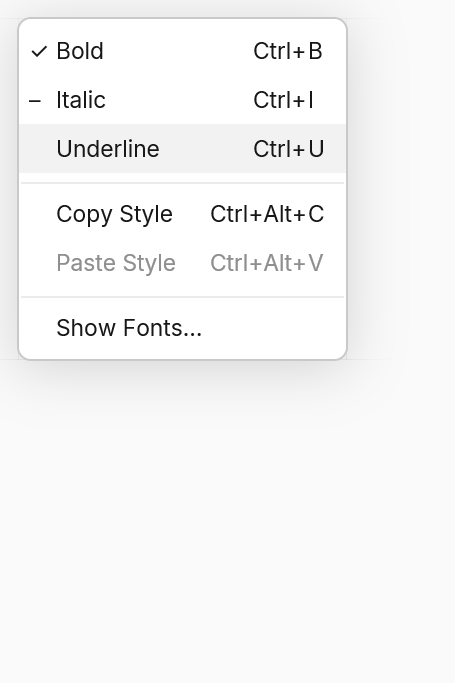 ✓ Bold Ctrl+B
– Italic Ctrl+I
Underline Ctrl+U
Copy Style Ctrl+Alt+C
Paste Style Ctrl+Alt+V
Show Fonts...